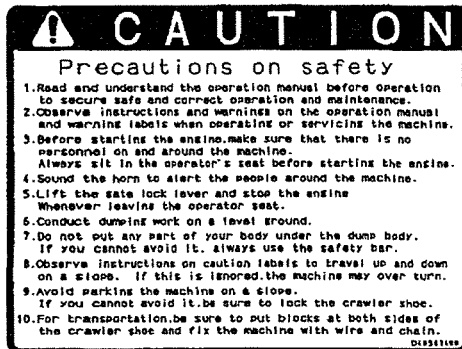 CAUTION
Precautions on safety
1.Read and understand the operation manual before operation
to secure safe and correct operation and maintenance.
2.Observe instructions and warnings on the operation manual
and warning labels when operating or servicing the machine.
3.Before starting the engine.make sure that there is no
personnel on and around the machine.
Always sit in the operator's seat before starting the engine.
4.Sound the horn to alert the people around the machine.
5.Lift the gate lock lever and stop the engine
Whenever leaving the operator seat.
6.Conduct dumping work on a level ground.
7.Do not put any part of your body under the dump body.
If you cannot avoid it. always use the safety bar.
8.Observe instructions on caution labels to travel up and down
on a slope. If this is ignored.the machine may over turn.
9.Avoid parking the machine on a slope.
If you cannot avoid it.be sure to lock the crawler shoe.
10.For transportation.be sure to put blocks at both sides of
the crawler shoe and fix the machine with wire and chain.